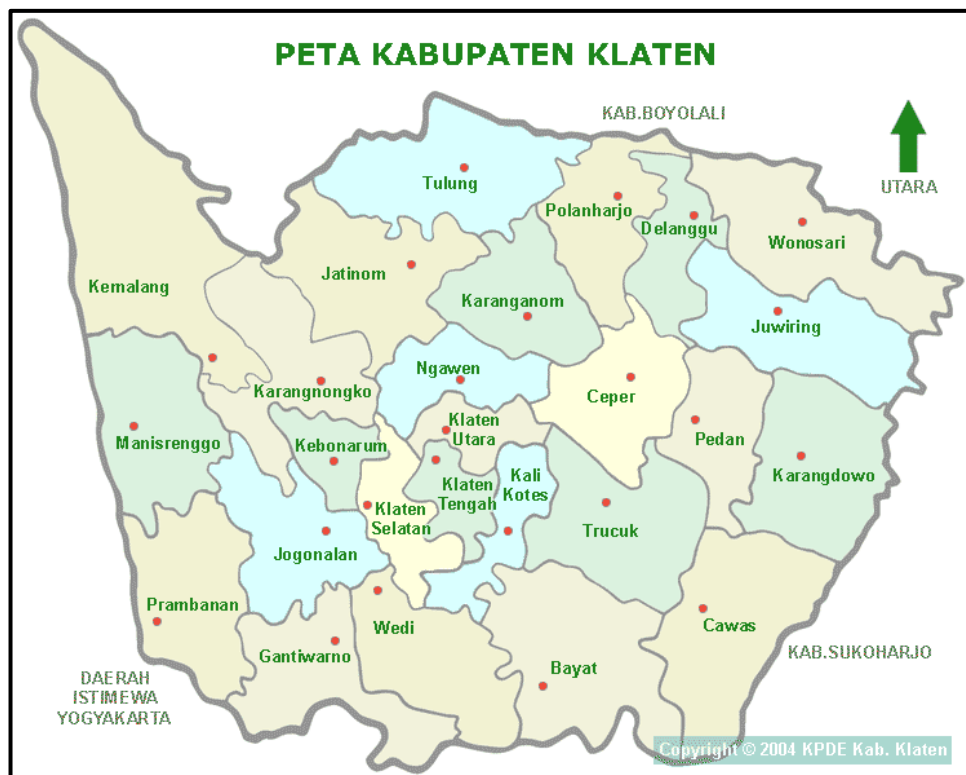 PETA KABUPATEN KLATEN
KAB.BOYOLALI
UTARA
Tulung
Polanharjo
Delanggu
Wonosari
Jatinom
Kemalang
Karanganom
Juwiring
Ngawen
Karangnongko
Ceper
Klaten
Utara
Pedan
Manisrenggo
Kebonarum
Kali
Kotes
Klaten
Tengah
Karangdowo
Klaten
Selatan
Trucuk
Jogonalan
Prambanan
Wedi
Cawas
Gantiwarno
Bayat
KAB.SUKOHARJO
DAERAH
ISTIMEWA
YOGYAKARTA
Copyright © 2004 KPDE Kab. Klaten